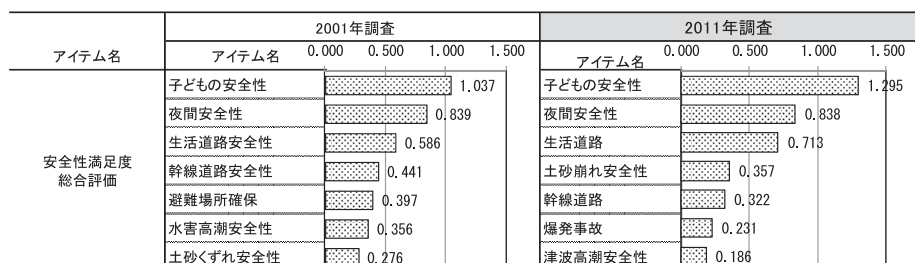 2001年調査 2011年調査
アイテム名 アイテム名 0.000 0.500 1.000 1.500 アイテム名 0.000 0.500 1.000 1.500
子どもの安全性 1.037 子どもの安全性 1.295
夜間安全性 0.839 夜間安全性 0.838
生活道路安全性 0.586 生活道路 0.713
安全性満足度
総合評価
幹線道路安全性 0.441 土砂崩れ安全性 0.357
避難場所確保 0.397 幹線道路 0.322
水害高潮安全性 0.356 爆発事故 0.231
土砂くずれ安全性 0.276 津波高潮安全性 0.186